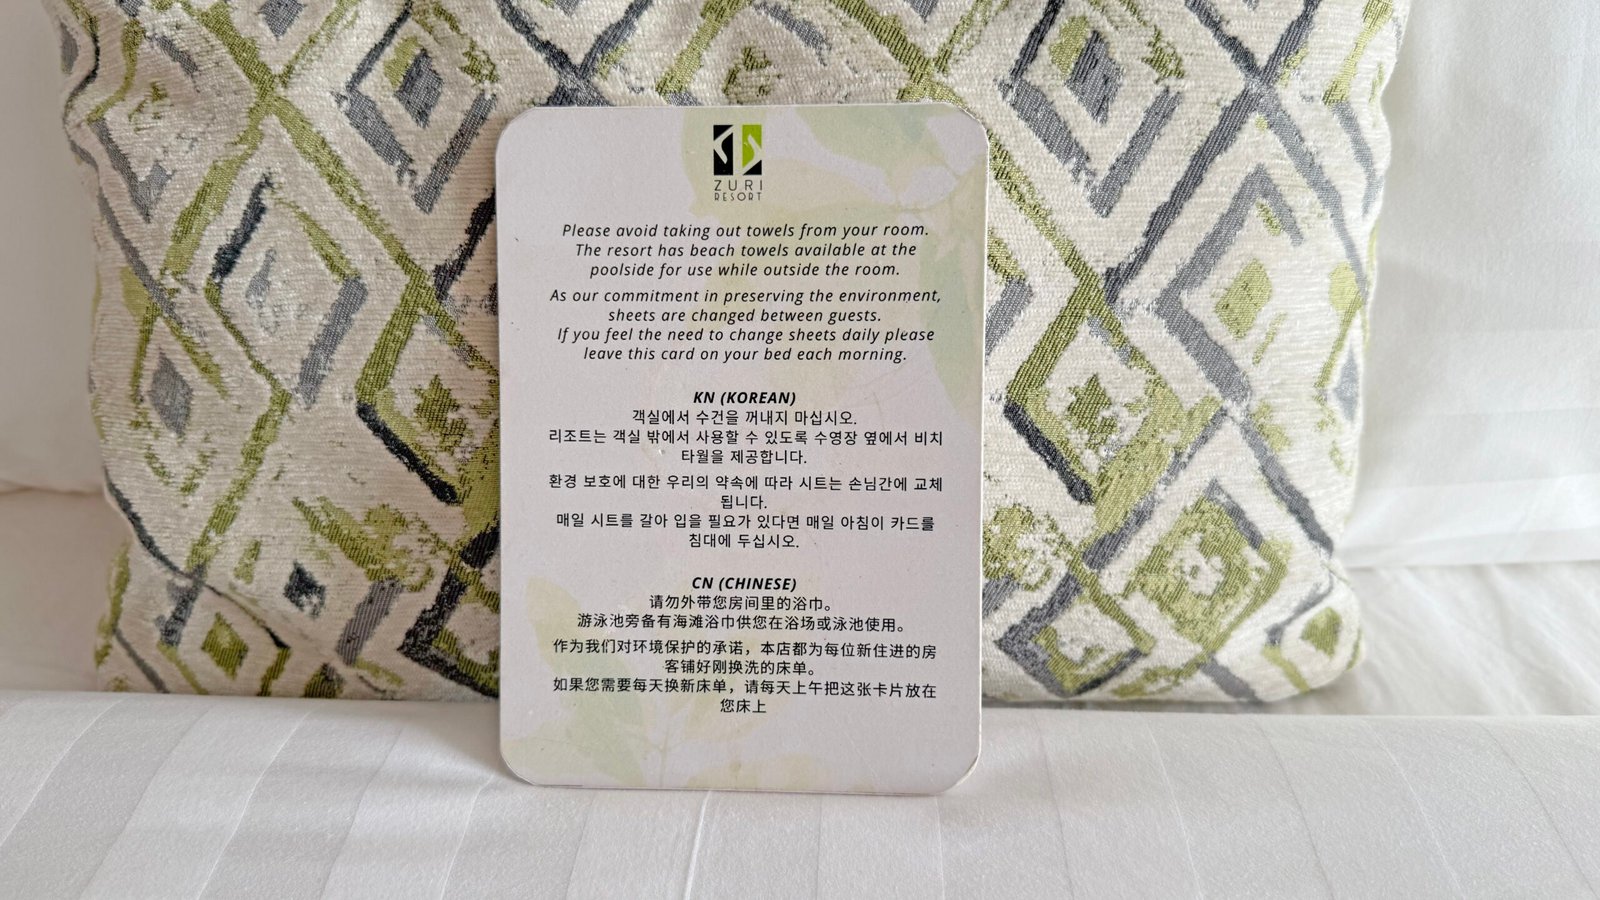 ZURI
RESORT
Please avoid taking out towels from your room.
The resort has beach towels available at the
poolside for use while outside the room.
As our commitment in preserving the environment,
sheets are changed between guests.
If you feel the need to change sheets daily please
leave this card on your bed each morning.
KN (KOREAN)
객실에서 수건을 꺼내지 마십시오.
리조트는 객실 밖에서 사용할 수 있도록 수영장 옆에서 비치
타월을 제공합니다.
환경 보호에 대한 우리의 약속에 따라 시트는 손님간에 교체
됩니다.
매일 시트를 갈아 입을 필요가 있다면 매일 아침이 카드를
침대에 두십시오.
CN (CHINESE)
请勿外带您房间里的浴巾。
游泳池旁备有海滩浴巾供您在浴场或泳池使用。
作为我们对环境保护的承诺，本店都为每位新住进的房
客铺好刚换洗的床单。
如果您需要每天换新床单，请每天上午把这张卡片放在
您床上